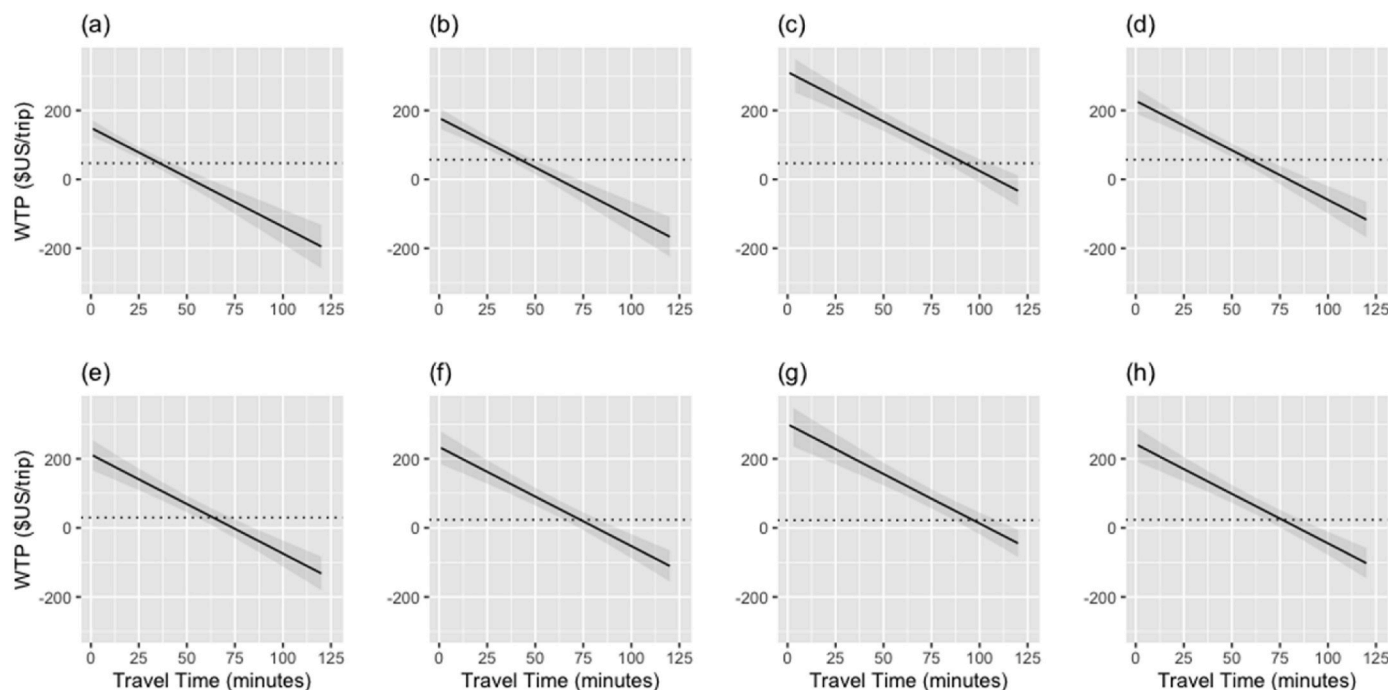 (a) (b) (c) (d)
WTP ($US/trip)
200 200 200 200
0 0 0 0
-200 -200 -200 -200
0 25 50 75 100 125 0 25 50 75 100 125 0 25 50 75 100 125 0 25 50 75 100 125
(e) (f) (g) (h)
WTP ($US/trip)
200 200 200 200
0 0 0 0
-200 -200 -200 -200
0 25 50 75 100 125 0 25 50 75 100 125 0 25 50 75 100 125 0 25 50 75 100 125
Travel Time (minutes) Travel Time (minutes) Travel Time (minutes) Travel Time (minutes)